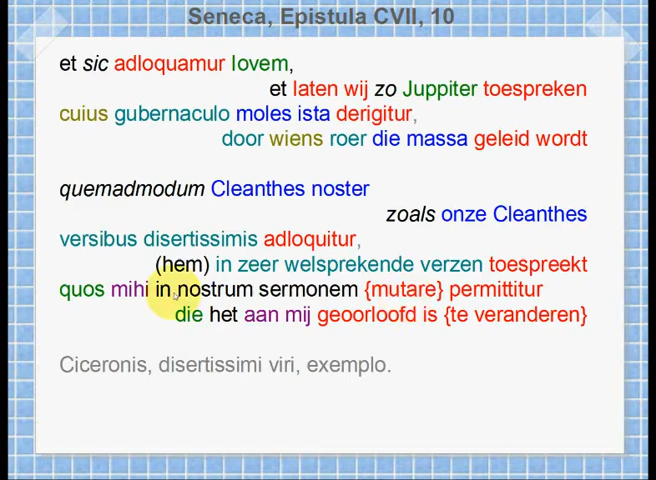 Seneca, Epistula CVII, 10
et sic adloquamur Iovem,
et laten wij zo Juppiter toespreken
cuius gubernaculo moles ista derigitur,
door wiens roer die massa geleid wordt
quemadmodum Cleanthes noster
zoals onze Cleanthes
versibus disertissimis adloquitur,
(hem) in zeer welsprekende verzen toespreekt
quos mihi in nostrum sermonem {mutare} permittitur
die het aan mij geoorloofd is {te veranderen}
Ciceronis, disertissimi viri, exemplo.